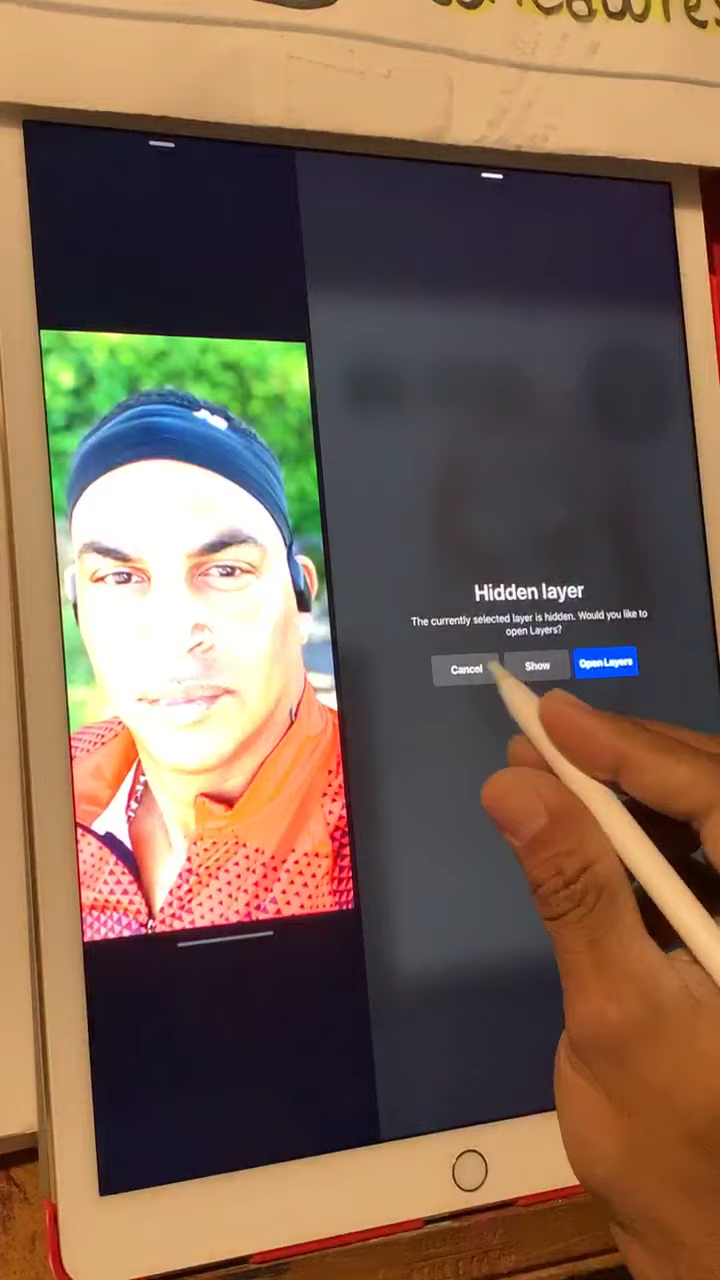 Hidden layer
The currently selected layer is hidden. Would you like to
open Layers?
Cancel
Show
Open Layers